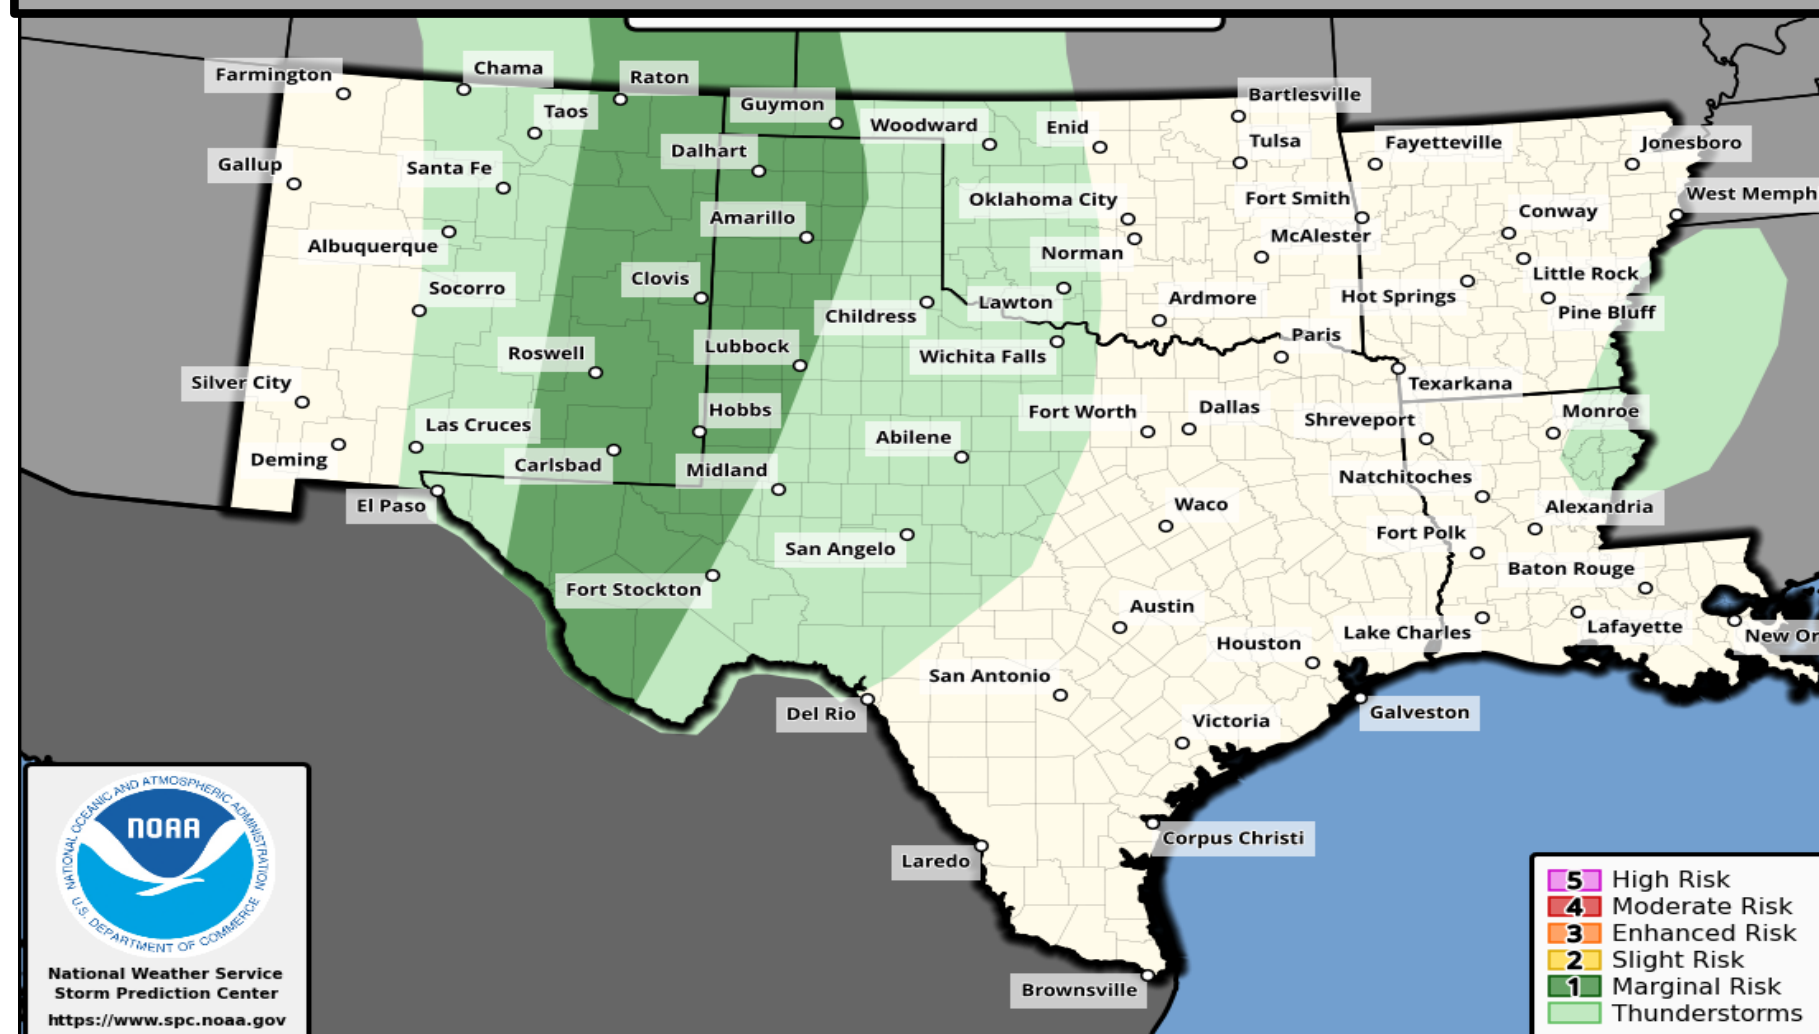 Farmington
Chama
Raton
Taos
Guymon
Woodward
Enid
Bartlesville
Tulsa
Fayetteville
Jonesboro
Gallup
Santa Fe
Dalhart
Amarillo
Oklahoma City
Fort Smith
Conway
West Memph
Albuquerque
Norman
McAlester
Socorro
Clovis
Childress
Lawton
Ardmore
Hot Springs
Little Rock
Pine Bluff
Roswell
Lubbock
Wichita Falls
Paris
Silver City
Texarkana
Las Cruces
Hobbs
Abilene
Fort Worth
Dallas
Shreveport
Monroe
Deming
Carlsbad
Midland
Natchitoches
El Paso
Waco
Alexandria
San Angelo
Fort Polk
Fort Stockton
Baton Rouge
Austin
Houston
Lake Charles
Lafayette
New Or
San Antonio
Del Rio
Victoria
Galveston
Corpus Christi
Laredo
Brownsville
NATIONAL OCEANIC AND ATMOSPHERIC ADMINISTRATION
NOAA
U.S. DEPARTMENT OF COMMERCE
National Weather Service
Storm Prediction Center
https://www.spc.noaa.gov
5 High Risk
4 Moderate Risk
3 Enhanced Risk
2 Slight Risk
1 Marginal Risk
Thunderstorms